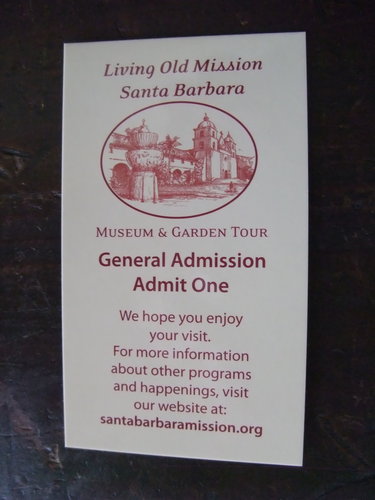 Living Old Mission
Santa Barbara
MUSEUM & GARDEN TOUR
General Admission
Admit One
We hope you enjoy
your visit.
For more information
about other programs
and happenings, visit
our website at:
santabarbaramission.org